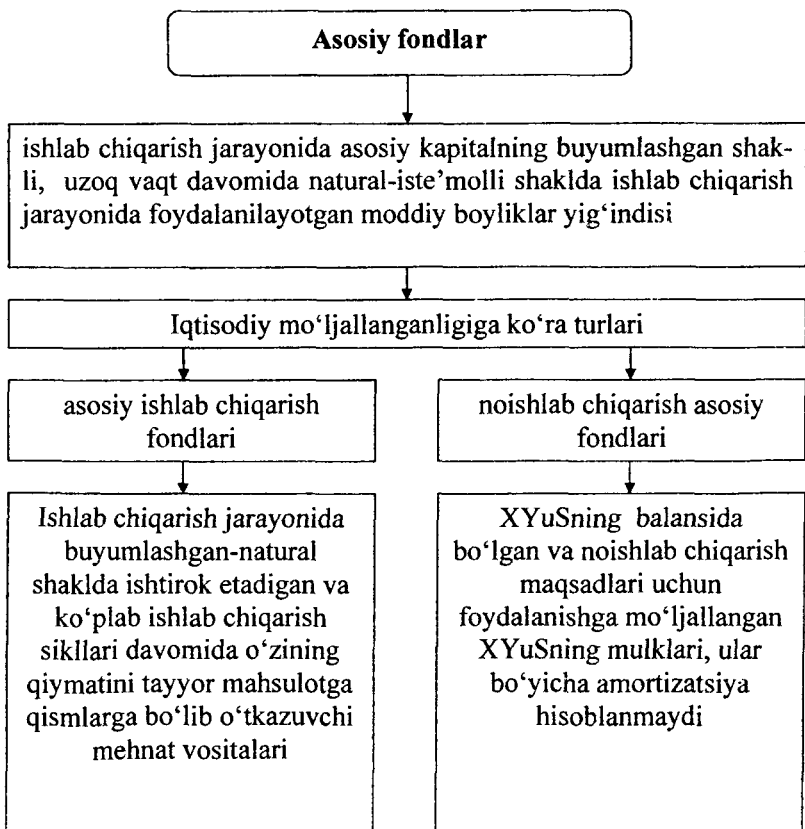 Asosiy fondlar
ishlab chiqarish jarayonida asosiy kapitalning buyumlashgan shak-
li, uzoq vaqt davomida natural-iste’molli shaklda ishlab chiqarish
jarayonida foydalanilayotgan moddiy boyliklar yig‘indisi
Iqtisodiy mo‘ljallanganligiga ko‘ra turlari
asosiy ishlab chiqarish
fondlari
noishlab chiqarish asosiy
fondlari
Ishlab chiqarish jarayonida
buyumlashgan-natural
shaklda ishtirok etadigan va
ko‘plab ishlab chiqarish
sikllari davomida o‘zining
qiymatini tayyor mahsulotga
qismlarga bo‘lib o‘tkazuvchi
mehnat vositalari
XYuSning balansida
bo‘lgan va noishlab chiqarish
maqsadlari uchun
foydalanishga mo‘ljallangan
XYuSning mulklari, ular
bo‘yicha amortizatsiya
hisoblanmaydi